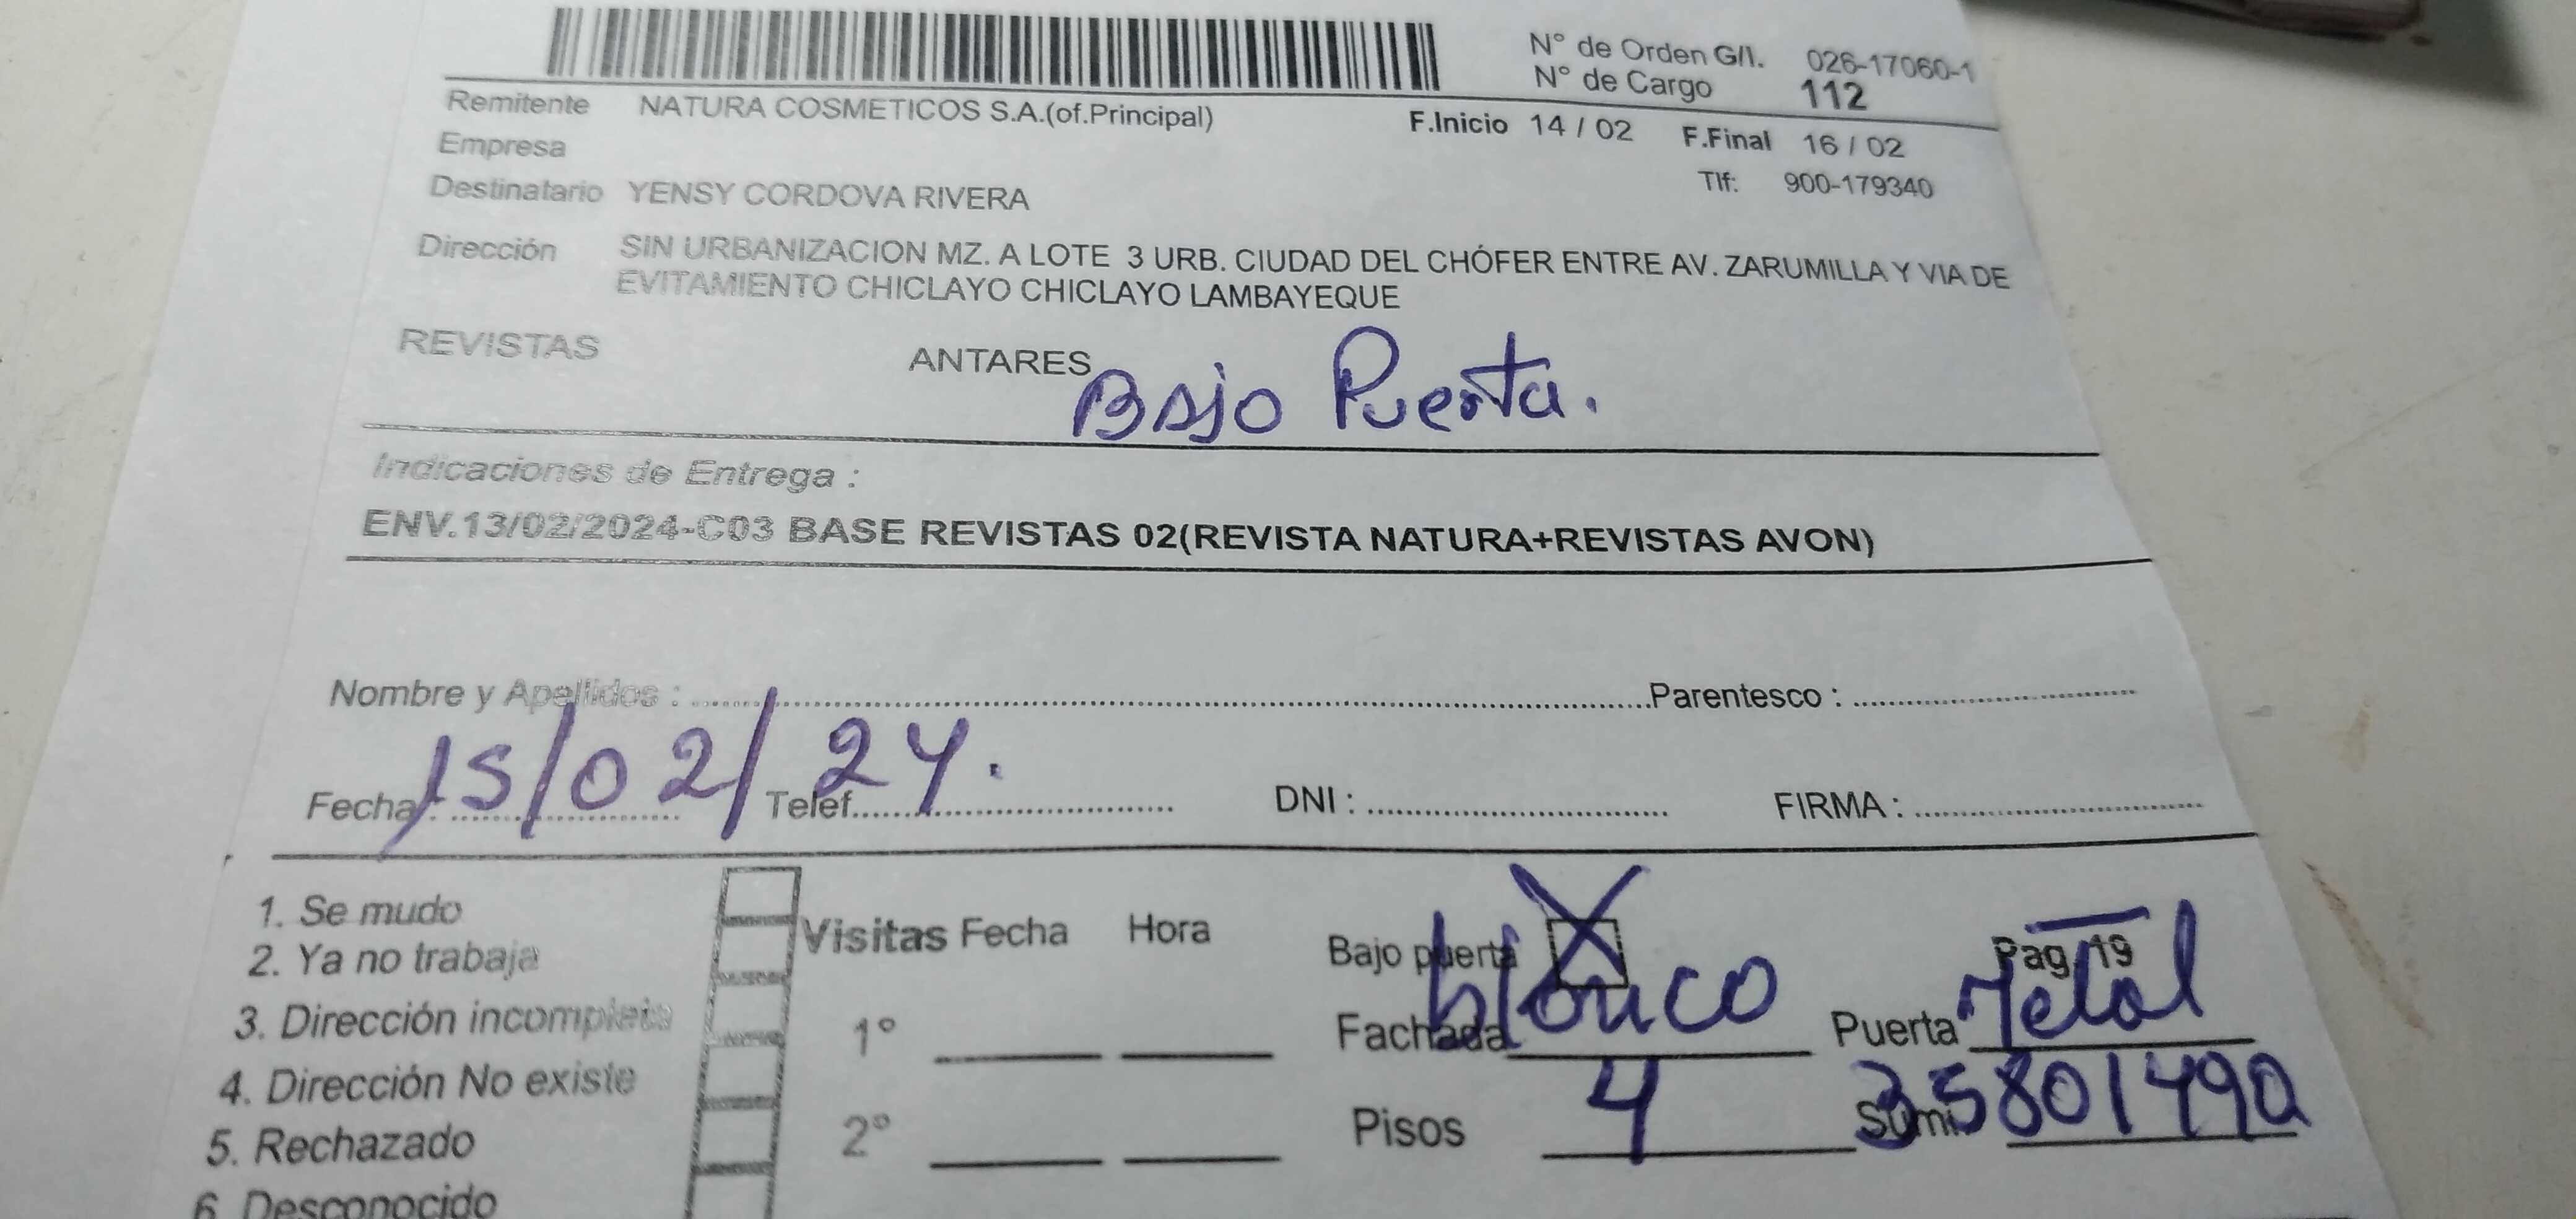 N° de Orden G/I. 026-17060-1
N° de Cargo 112
Remitente NATURA COSMETICOS S.A.(of.Principal) F.Inicio 14 / 02 F.Final 16 / 02
Empresa
Tlf: 900-179340
Destinatario YENSY CORDOVA RIVERA
Dirección SIN URBANIZACION MZ. A LOTE 3 URB. CIUDAD DEL CHÓFER ENTRE AV. ZARUMILLA Y VIA DE
EVITAMIENTO CHICLAYO CHICLAYO LAMBAYEQUE
REVISTAS ANTARES Bajo Puerta.
Indicaciones de Entrega :
ENV.13/02/2024-C03 BASE REVISTAS 02(REVISTA NATURA+REVISTAS AVON)
Nombre y Apellidos : Parentesco :
Fecha: 15/02/24. Telef. DNI : FIRMA :
1. Se mudo
2. Ya no trabaja
3. Dirección incompleta
4. Dirección No existe
5. Rechazado
6. Desconocido
Visitas Fecha Hora
1°
2°
Bajo puerta X Pag 19
Fachada blanco Puerta Metal
Pisos 4 Sumi